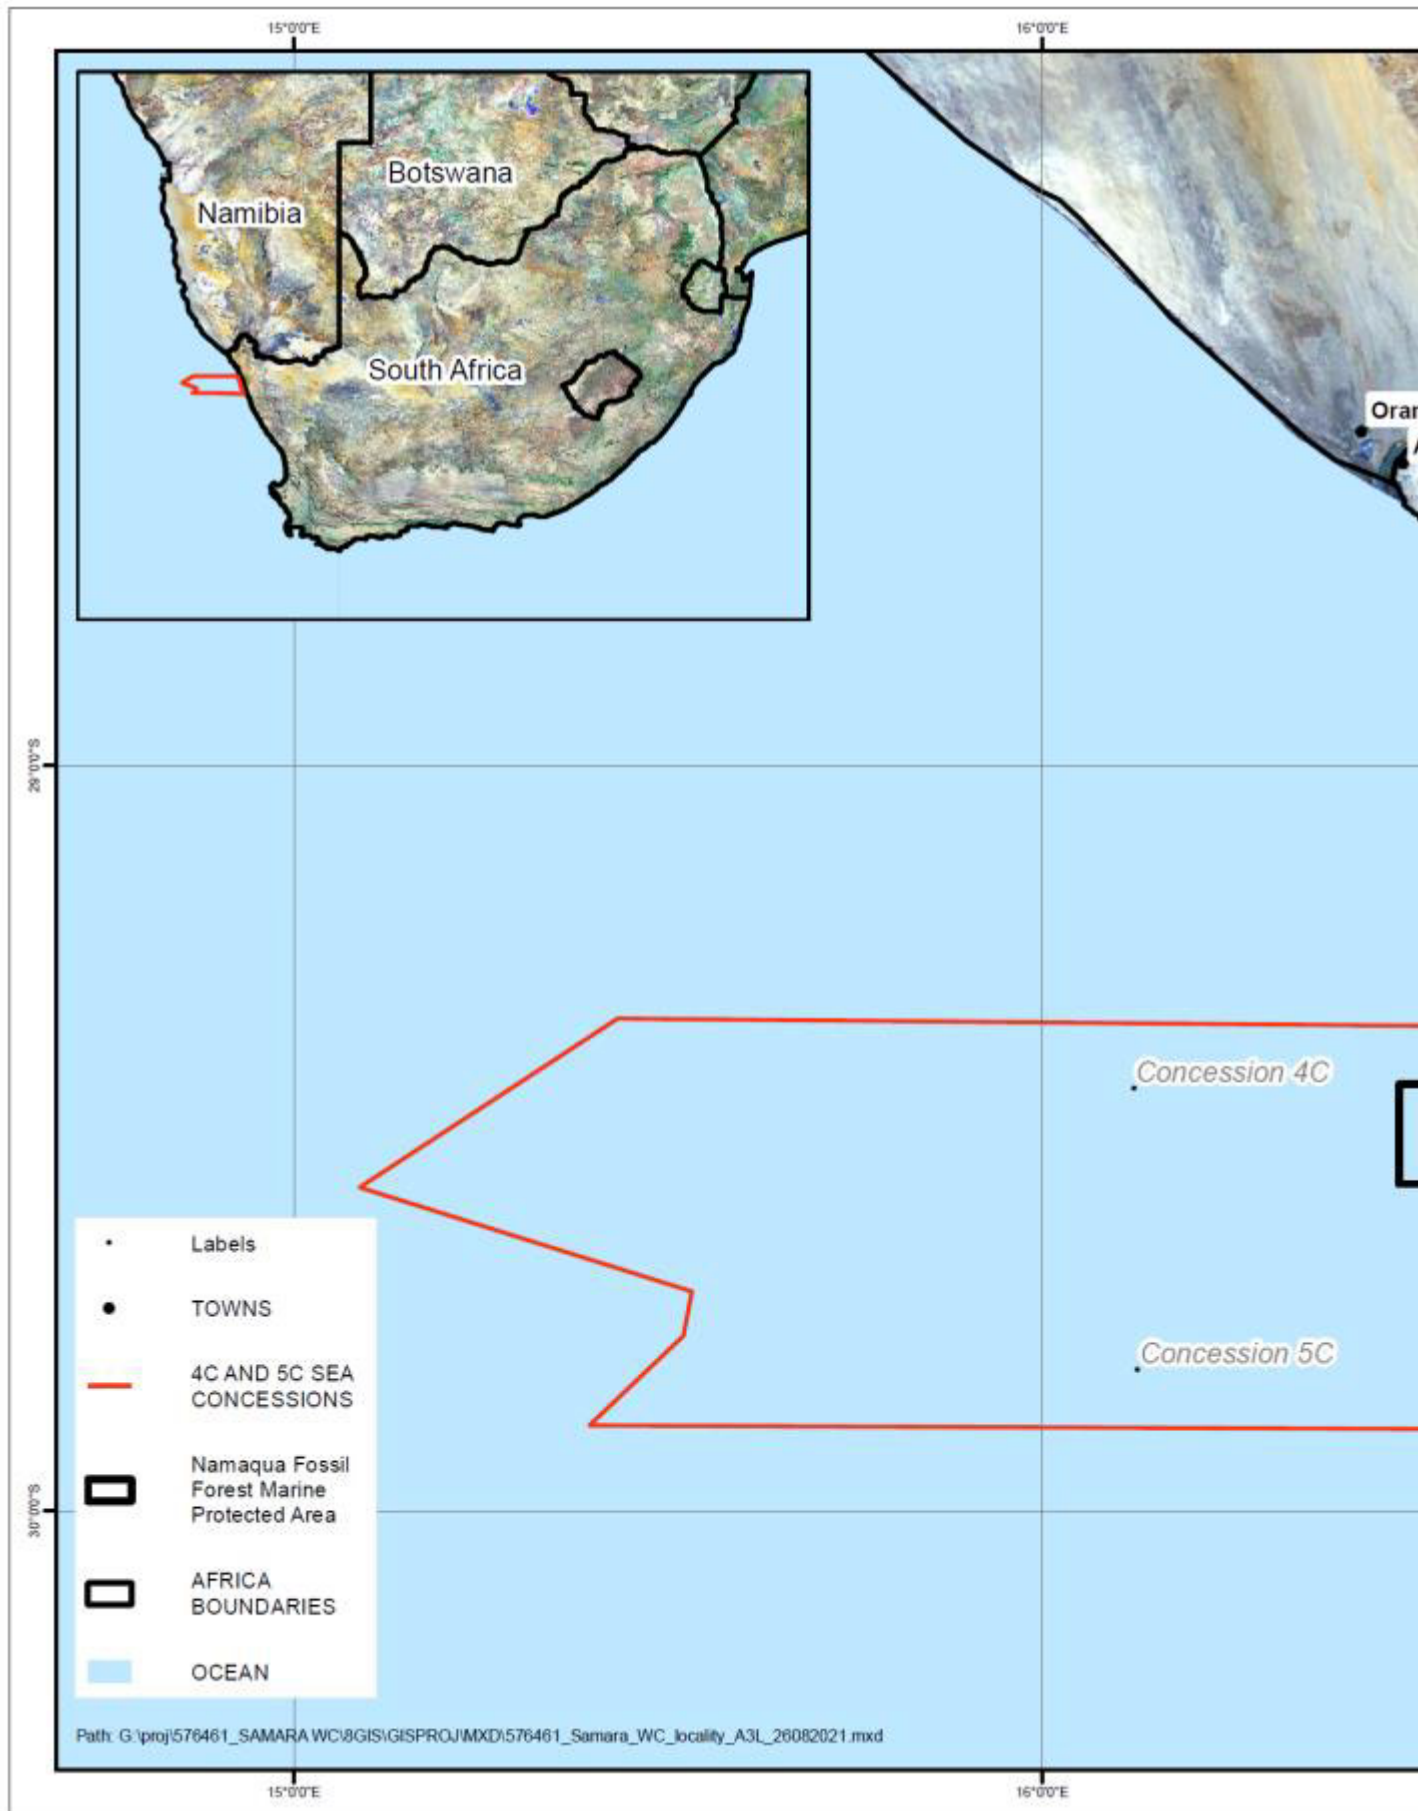 15°0'0"E
16°0'0"E
Botswana
Namibia
South Africa
Oran
A
29°0'0"S
Concession 4C
Labels
TOWNS
Concession 5C
4C AND 5C SEA
CONCESSIONS
Namaqua Fossil
Forest Marine
Protected Area
30°0'0"S
AFRICA
BOUNDARIES
OCEAN
Path: G:\proj\576461_SAMARA WC\8GIS\GISPROJ\MXD\576461_Samara_WC_locality_A3L_26082021.mxd
15°0'0"E
16°0'0"E